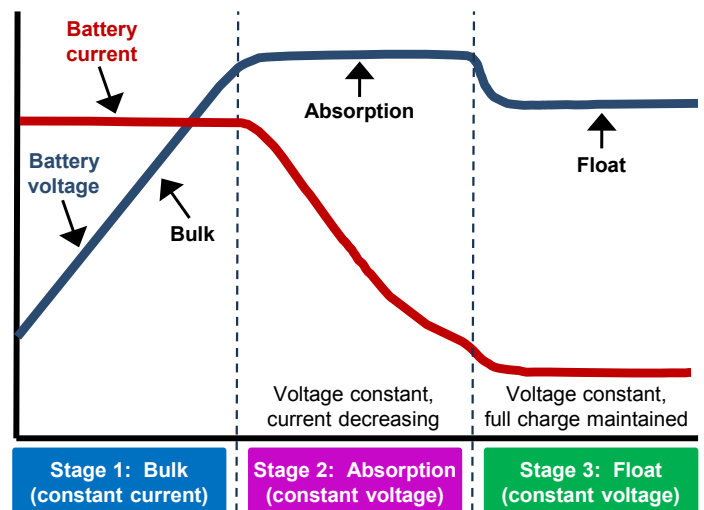 Battery
current
Absorption
Float
Battery
voltage
Bulk
Voltage constant,
current decreasing
Voltage constant,
full charge maintained
Stage 1: Bulk
(constant current)
Stage 2: Absorption
(constant voltage)
Stage 3: Float
(constant voltage)